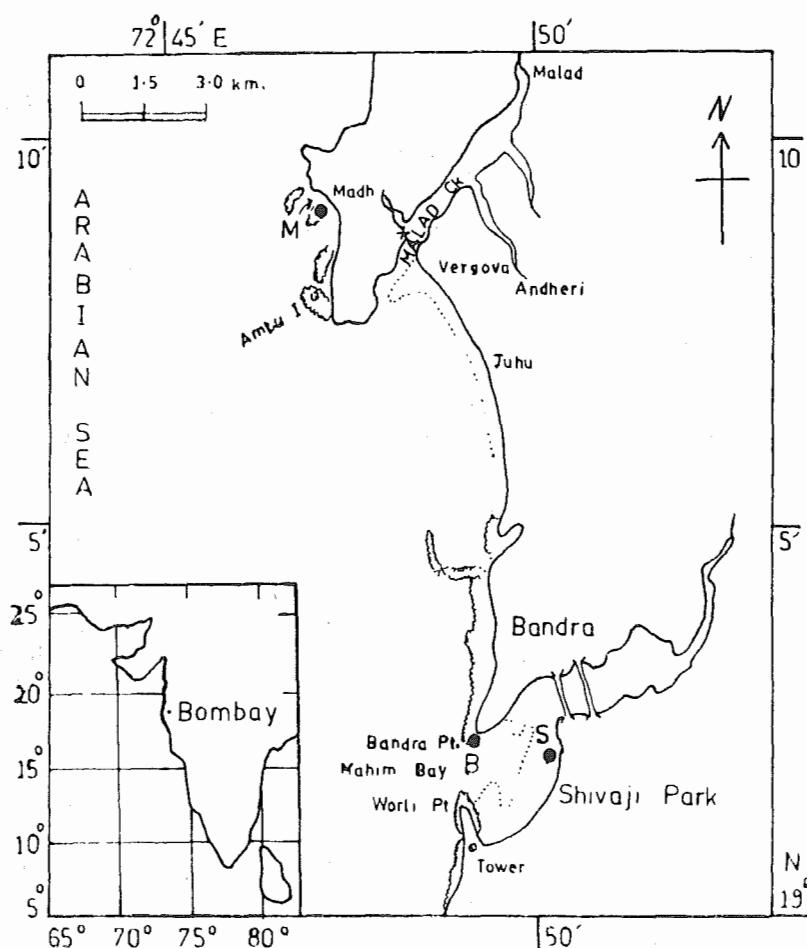 72° 45' E
50'
0 1·5 3·0 km.
Malad
N
10'
10
ARABIAN SEA
Madh
M
MALAD Ck
Vergova
Andheri
Ambu I
Juhu
5'
5'
Bandra
25°
20°
15°
10°
5°
Bombay
65° 70° 75° 80°
Bandra Pt.
B
S
Mahim Bay
Worli Pt
Shivaji Park
Tower
N
19°
50'